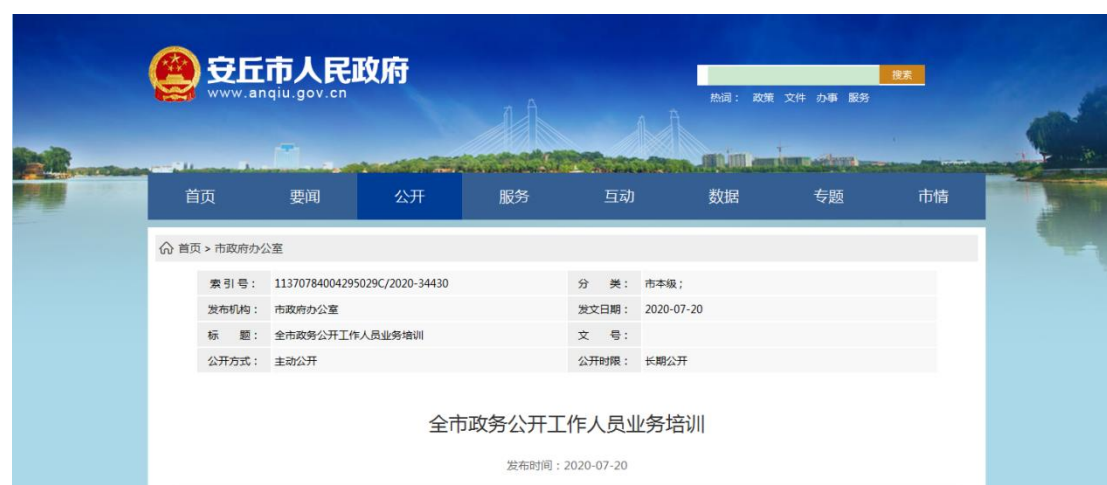 安丘市人民政府
www.anqiu.gov.cn
搜索
热词： 政策 文件 办事 服务
首页 要闻 公开 服务 互动 数据 专题 市情
首页 > 市政府办公室
索引号： 11370784004295029C/2020-34430 分 类： 市本级；
发布机构： 市政府办公室 发文日期： 2020-07-20
标 题： 全市政务公开工作人员业务培训 文 号：
公开方式： 主动公开 公开时限： 长期公开
全市政务公开工作人员业务培训
发布时间：2020-07-20